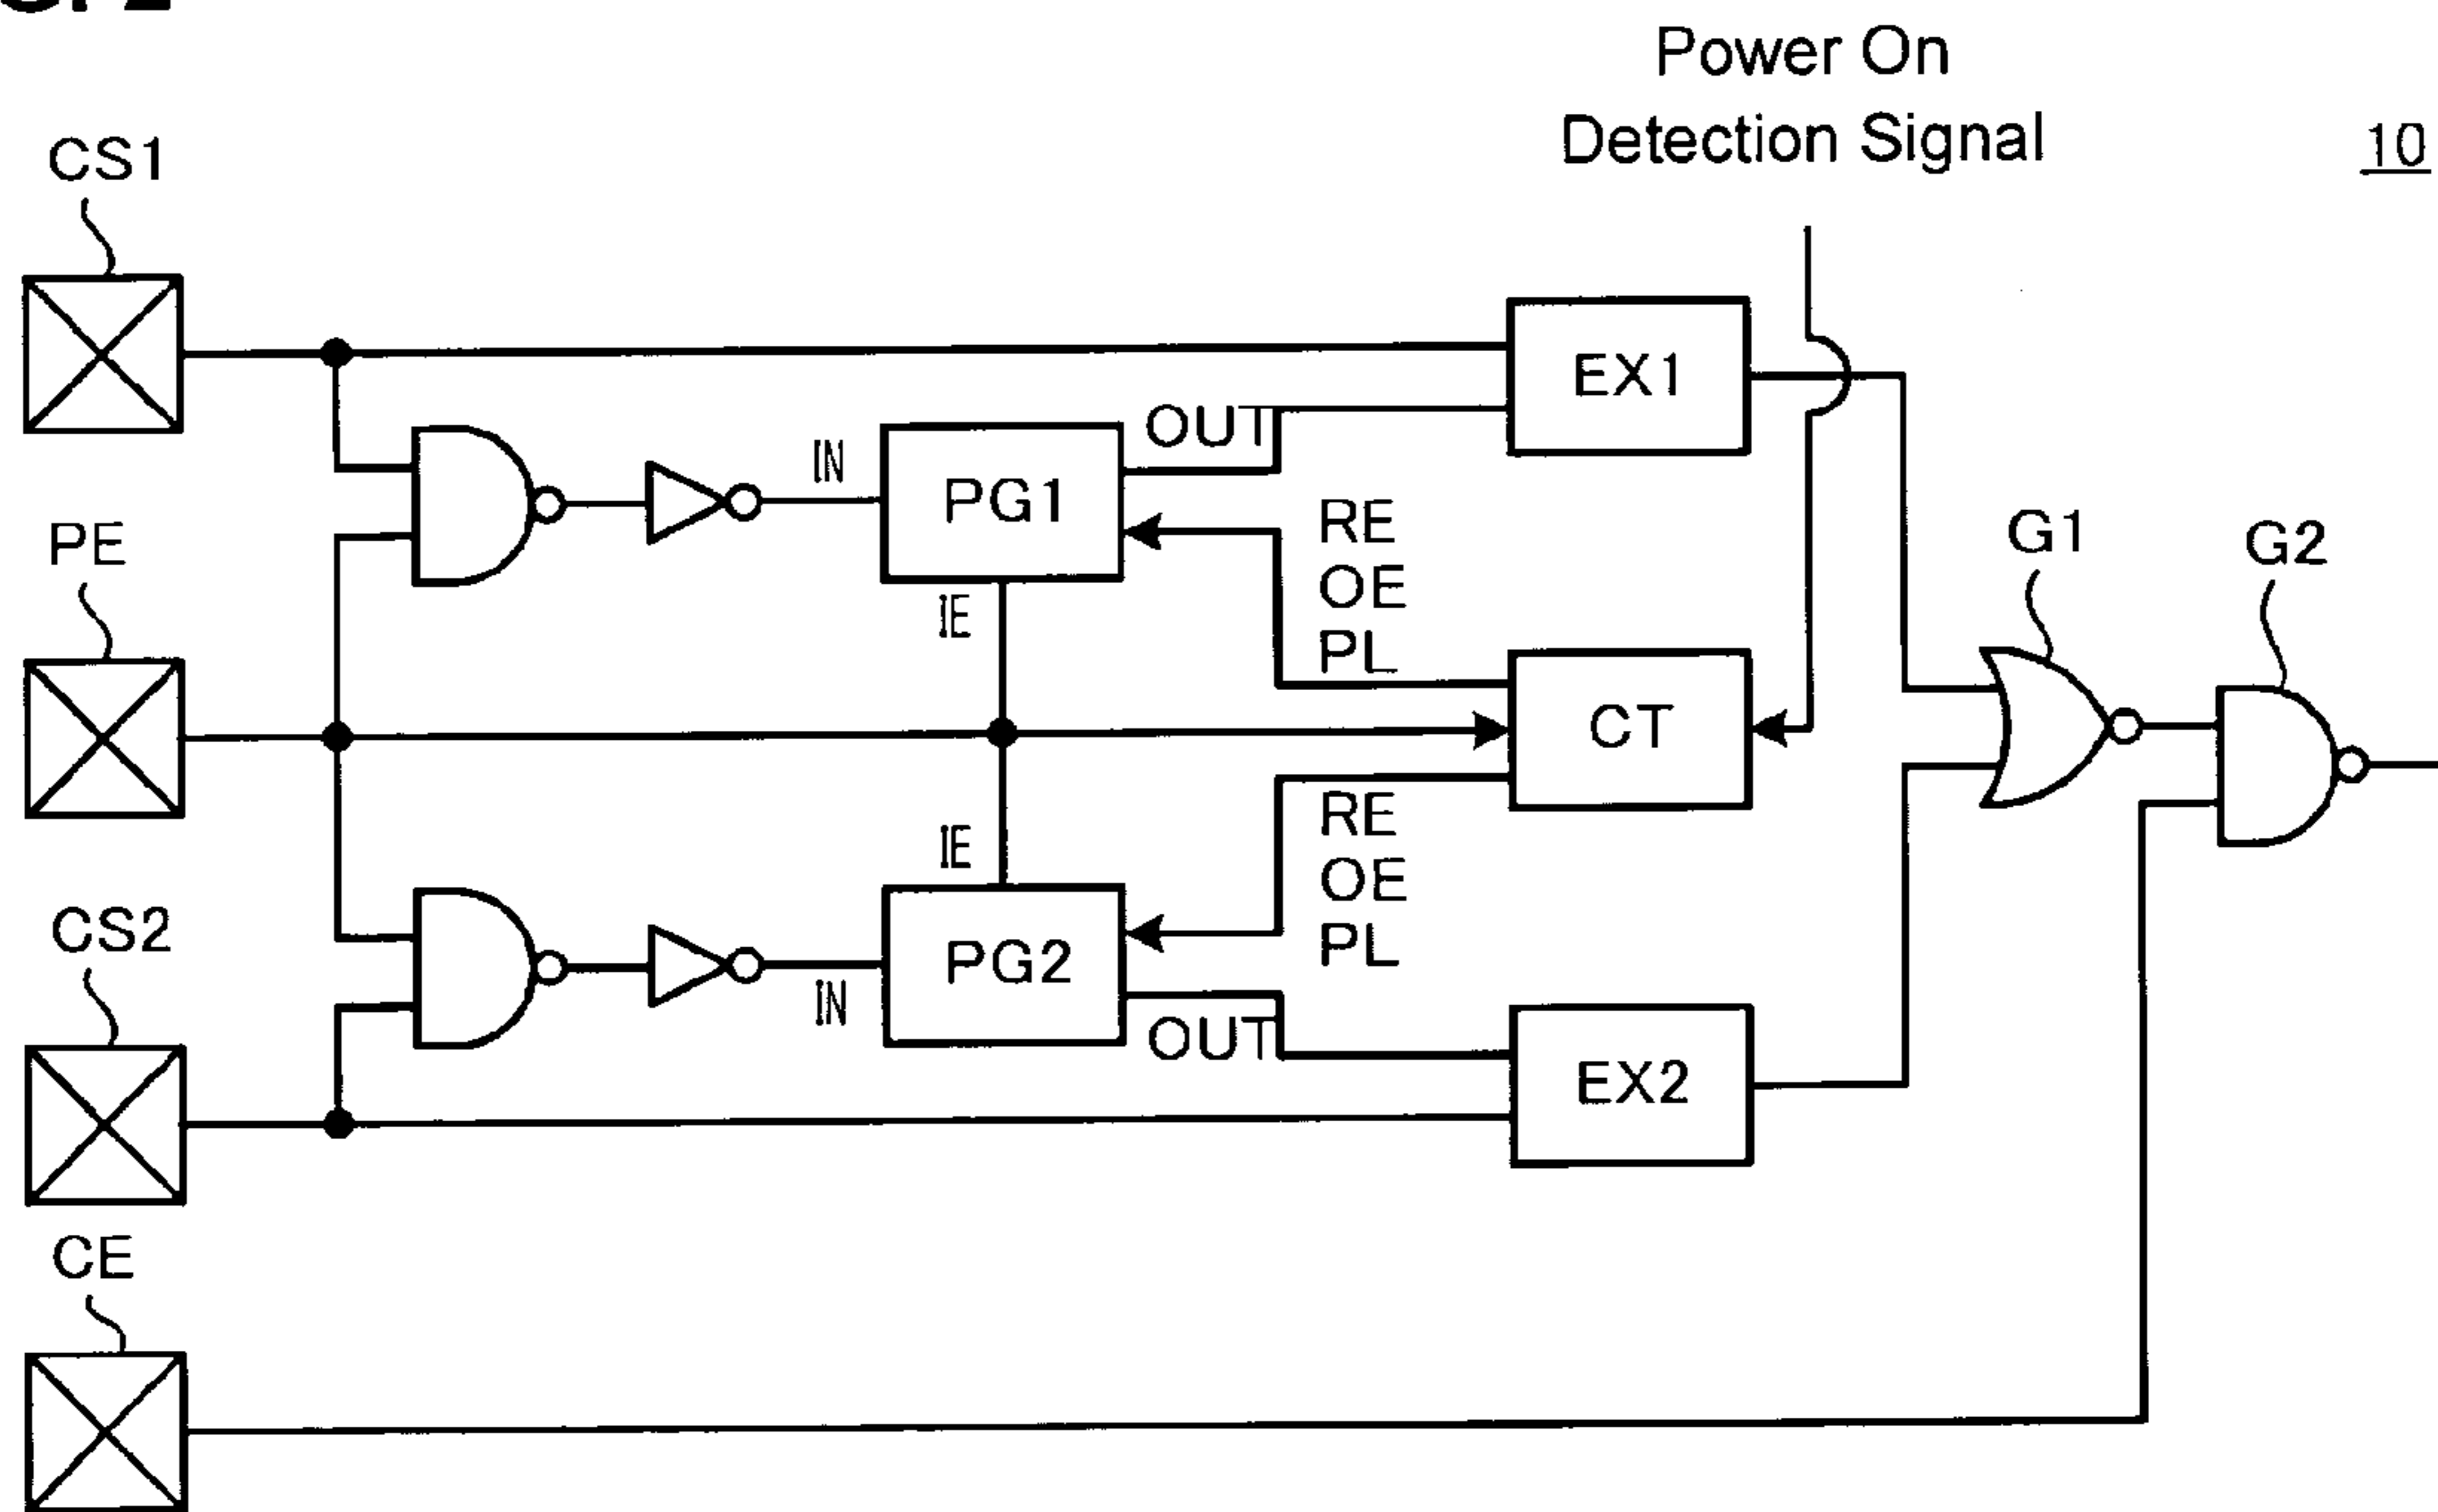 Power On
Detection Signal
10
CS1
EX1
OUT
IN
PG1
RE
OE
PL
PE
G1
G2
IE
CT
IE
RE
OE
PL
CS2
PG2
IN
OUT
EX2
CE